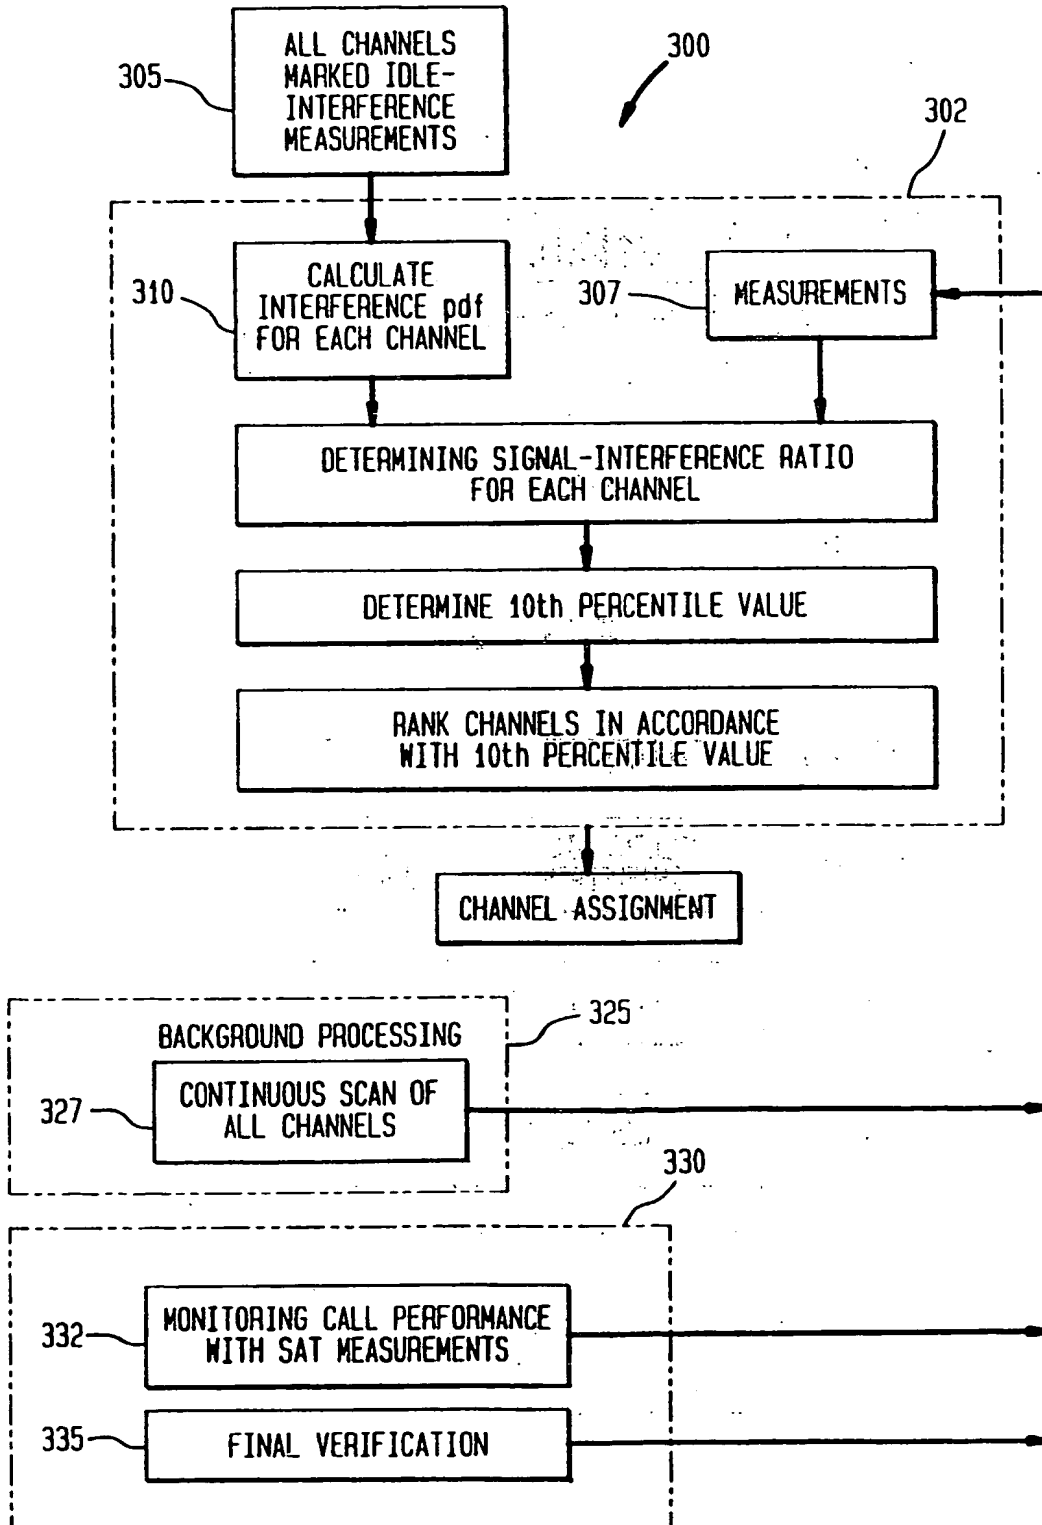 300
305
ALL CHANNELS
MARKED IDLE-
INTERFERENCE
MEASUREMENTS
302
310
CALCULATE
INTERFERENCE pdf
FOR EACH CHANNEL
307
MEASUREMENTS
DETERMINING SIGNAL-INTERFERENCE RATIO
FOR EACH CHANNEL
DETERMINE 10th PERCENTILE VALUE
RANK CHANNELS IN ACCORDANCE
WITH 10th PERCENTILE VALUE
CHANNEL ASSIGNMENT
325
BACKGROUND PROCESSING
327
CONTINUOUS SCAN OF
ALL CHANNELS
330
332
MONITORING CALL PERFORMANCE
WITH SAT MEASUREMENTS
335
FINAL VERIFICATION